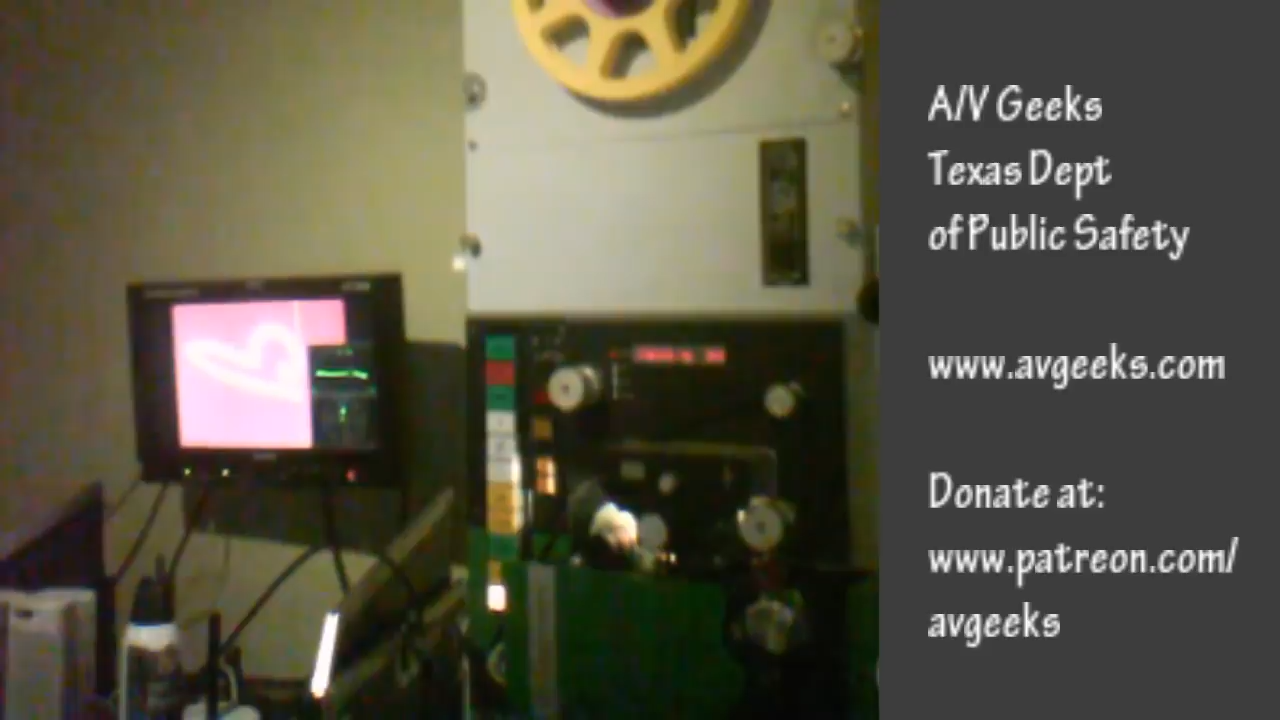 A/V Geeks
Texas Dept
of Public Safety
www.avgeeks.com
Donate at:
www.patreon.com/
avgeeks